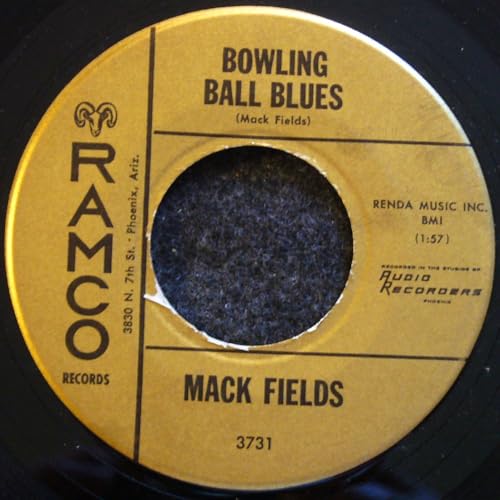 BOWLING
BALL BLUES
(Mack Fields)
RAMCO
RECORDS
3830 N. 7th St. - Phoenix, Ariz.
RENDA MUSIC INC.
BMI
(1:57)
RECORDED IN THE STUDIOS OF
AUDIO
RECORDERS
PHOENIX
MACK FIELDS
3731